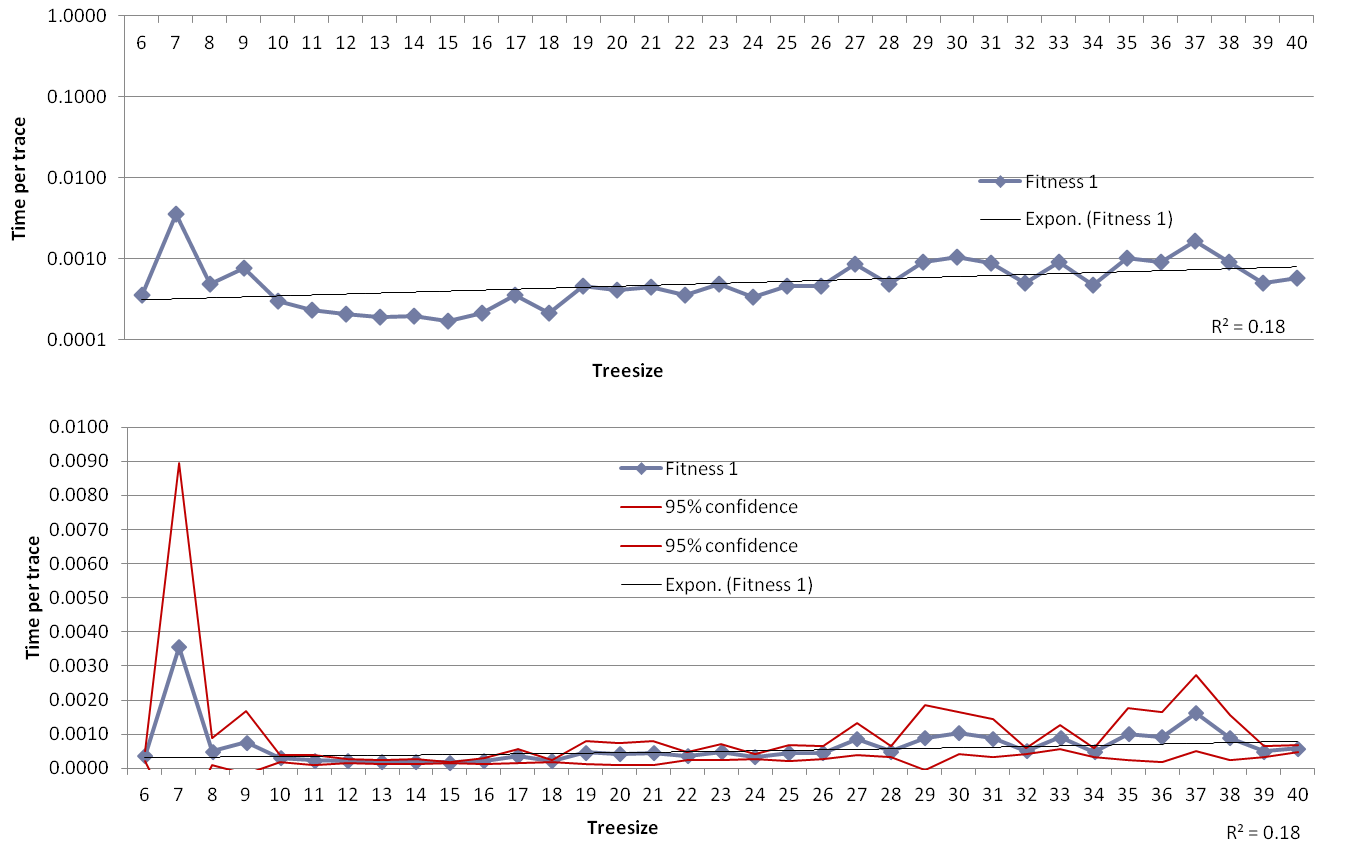 1.0000
6 7 8 9 10 11 12 13 14 15 16 17 18 19 20 21 22 23 24 25 26 27 28 29 30 31 32 33 34 35 36 37 38 39 40
0.1000
0.0100
Fitness 1
Expon. (Fitness 1)
0.0010
0.0001
R² = 0.18
Time per trace
Treesize
0.0100
0.0090
0.0080
0.0070
0.0060
0.0050
0.0040
0.0030
0.0020
0.0010
0.0000
Fitness 1
95% confidence
95% confidence
Expon. (Fitness 1)
Time per trace
6 7 8 9 10 11 12 13 14 15 16 17 18 19 20 21 22 23 24 25 26 27 28 29 30 31 32 33 34 35 36 37 38 39 40
Treesize
R² = 0.18